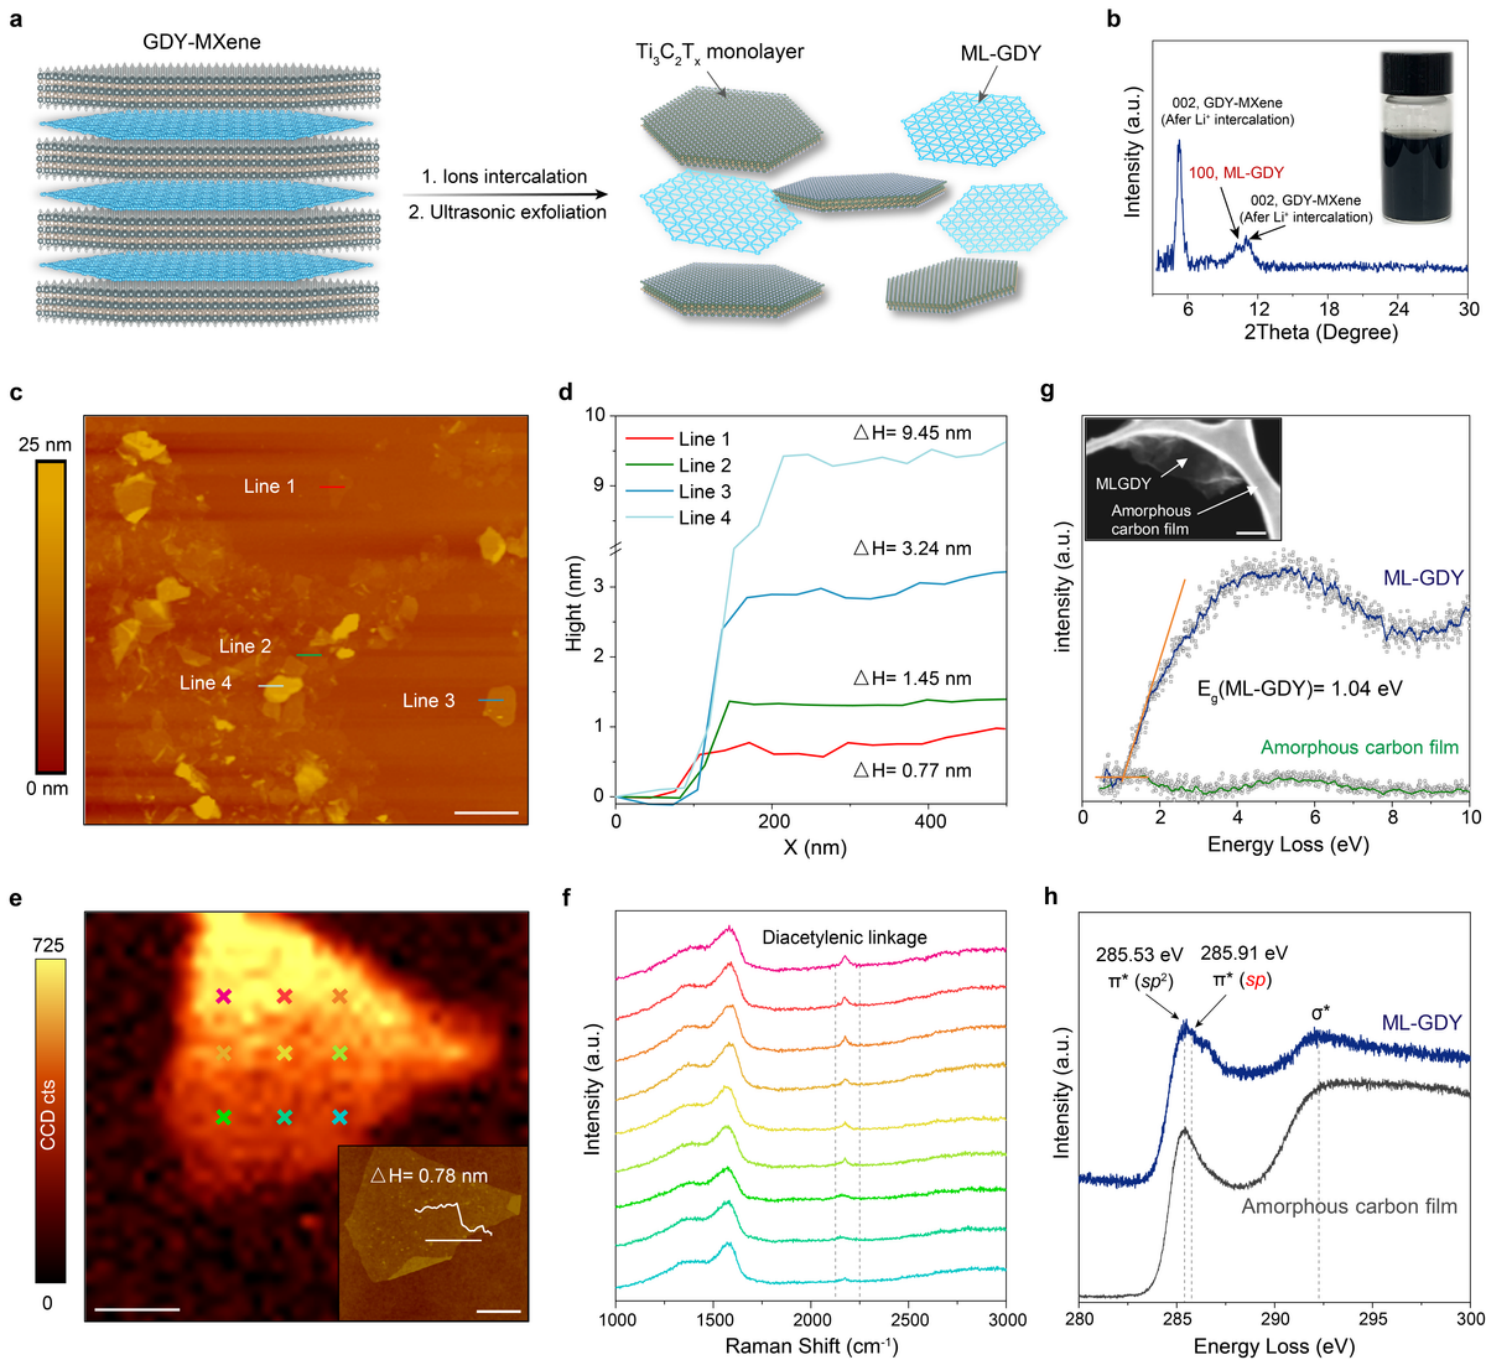 a
GDY-MXene
1. Ions intercalation
2. Ultrasonic exfoliation
Ti₃C₂Tₓ monolayer
ML-GDY
b
Intensity (a.u.)
002, GDY-MXene
(Afer Li⁺ intercalation)
100, ML-GDY
002, GDY-MXene
(Afer Li⁺ intercalation)
6 12 18 24 30
2Theta (Degree)
c
25 nm
0 nm
Line 1
Line 2
Line 4
Line 3
d
Hight (nm)
10
9
3
2
1
0
Line 1
Line 2
Line 3
Line 4
△H= 9.45 nm
△H= 3.24 nm
△H= 1.45 nm
△H= 0.77 nm
0 200 400
X (nm)
g
intensity (a.u.)
MLGDY
Amorphous
carbon film
ML-GDY
E_g(ML-GDY)= 1.04 eV
Amorphous carbon film
0 2 4 6 8 10
Energy Loss (eV)
e
725
CCD cts
0
△H= 0.78 nm
f
Intensity (a.u.)
Diacetylenic linkage
1000 1500 2000 2500 3000
Raman Shift (cm⁻¹)
h
Intensity (a.u.)
285.53 eV
π* (sp²)
285.91 eV
π* (sp)
σ*
ML-GDY
Amorphous carbon film
280 285 290 295 300
Energy Loss (eV)